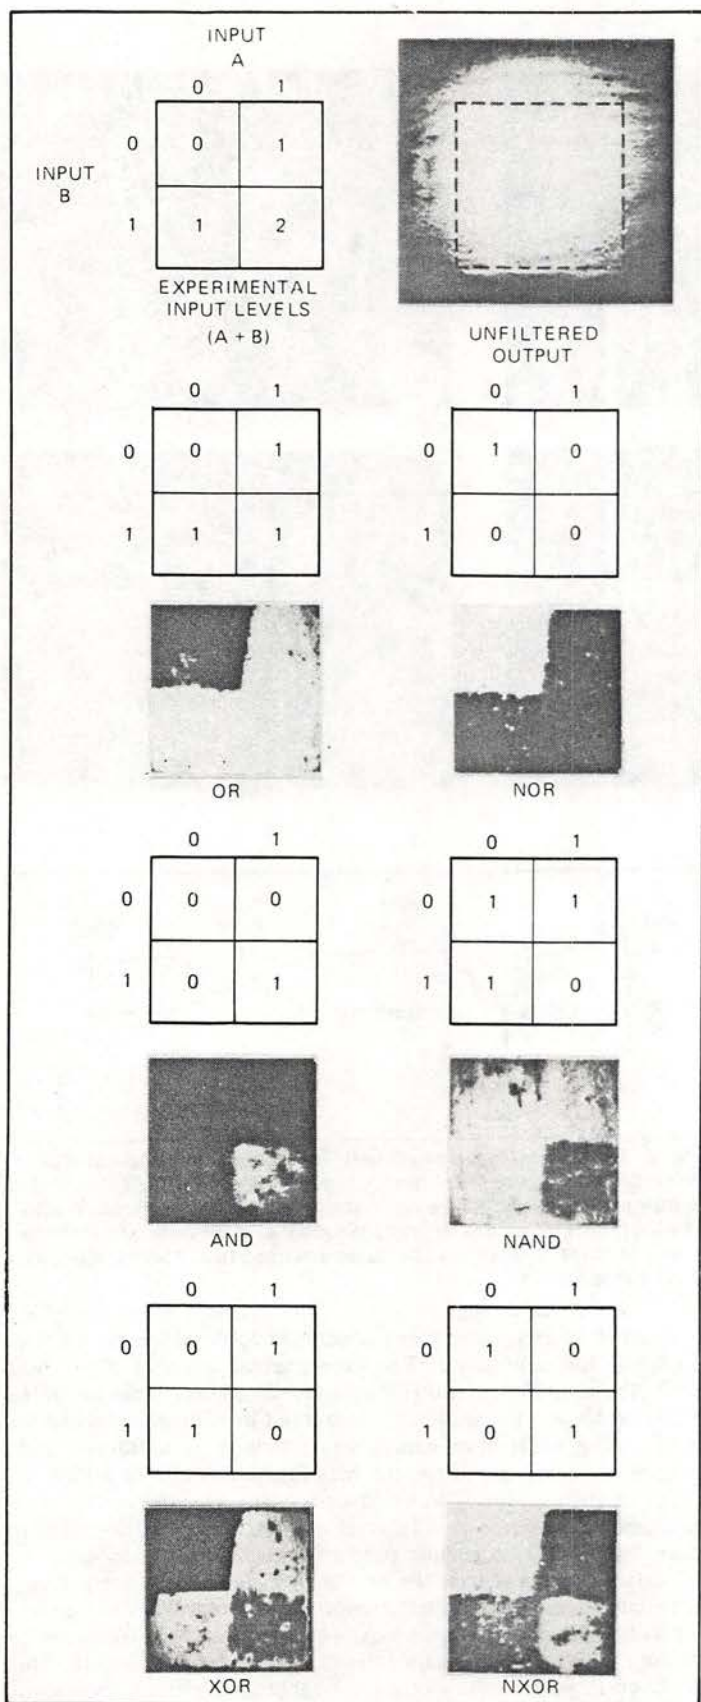 INPUT
A
0 1
0 0 1
INPUT
B
1 1 2
EXPERIMENTAL
INPUT LEVELS
(A + B)
UNFILTERED
OUTPUT
0 1
0 0 1
1 1 1
0 1
0 1 0
1 0 0
OR
NOR
0 1
0 0 0
1 0 1
0 1
0 1 1
1 1 0
AND
NAND
0 1
0 0 1
1 1 0
0 1
0 1 0
1 0 1
XOR
NXOR